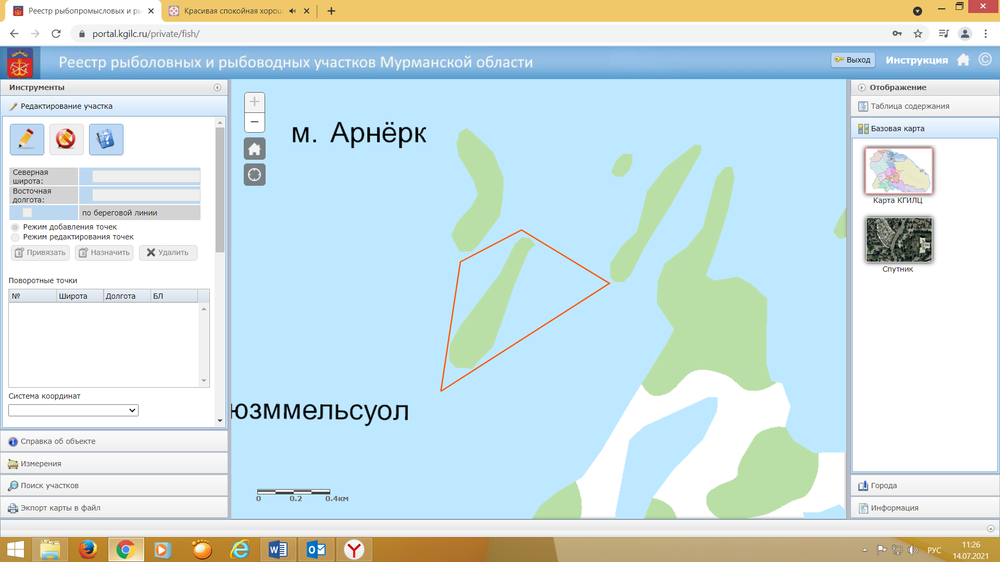 Реестр рыбопромысловых и ры
Красивая спокойная хорош
portal.kgilc.ru/private/fish/
Реестр рыболовных и рыбоводных участков Мурманской области
Выход
Инструкция
Инструменты
Редактирование участка
Северная
широта:
Восточная
долгота:
по береговой линии
Режим добавления точек
Режим редактирования точек
Привязать
Назначить
Удалить
Поворотные точки
№ Широта Долгота БЛ
Система координат
Справка об объекте
Измерения
Поиск участков
Экпорт карты в файл
м. Арнёрк
юзммельсуол
0 0.2 0.4км
Отображение
Таблица содержания
Базовая карта
Карта КГИЛЦ
Спутник
Города
Информация
РУС
11:26
14.07.2021